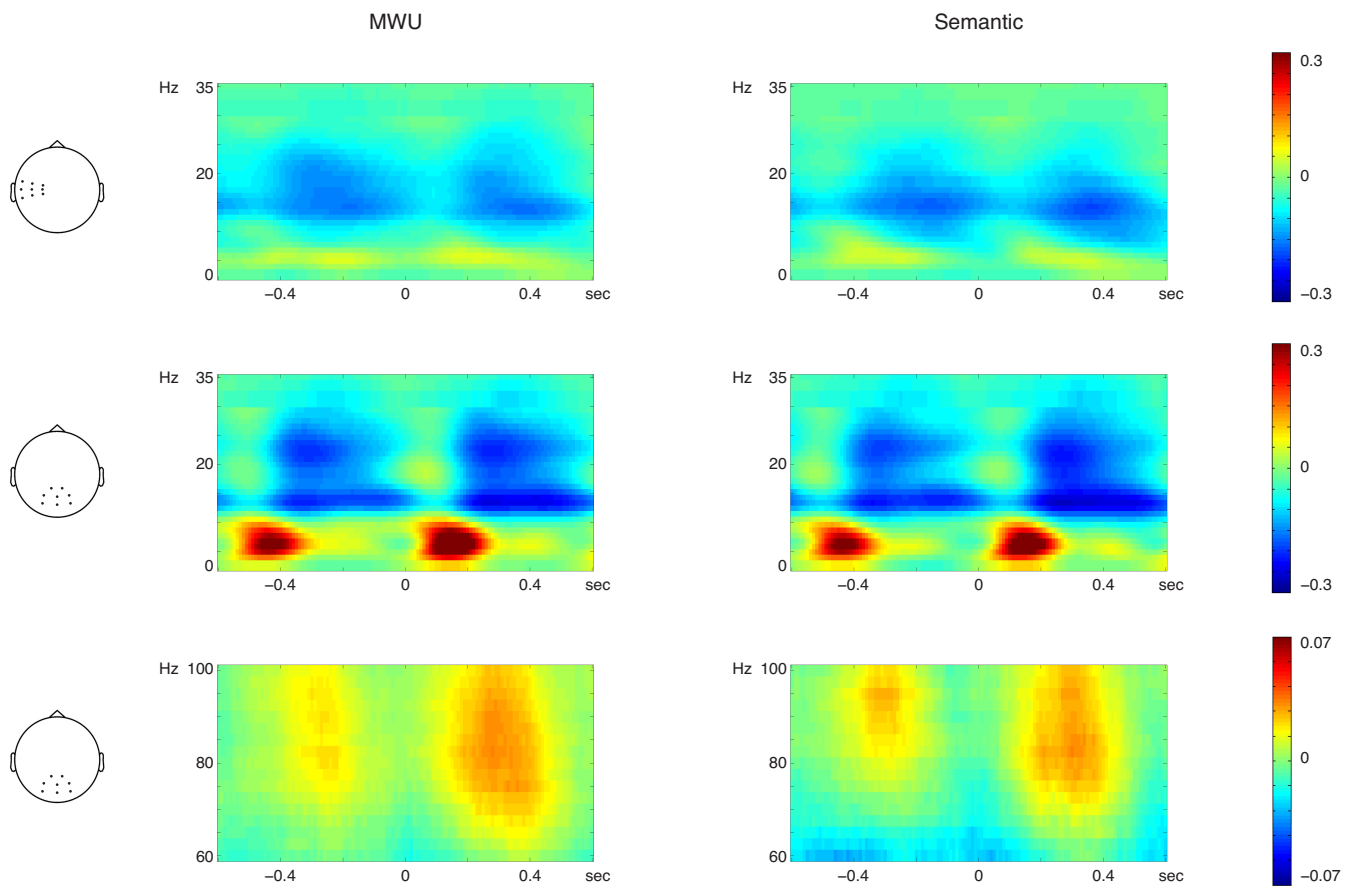 MWU Semantic
Hz 35 Hz 35 0.3
20 20 0
0 0
−0.4 0 0.4 sec −0.4 0 0.4 sec −0.3
Hz 35 Hz 35 0.3
20 20 0
0 0
−0.4 0 0.4 sec −0.4 0 0.4 sec −0.3
Hz 100 Hz 100 0.07
80 80 0
60 60
−0.4 0 0.4 sec −0.4 0 0.4 sec −0.07